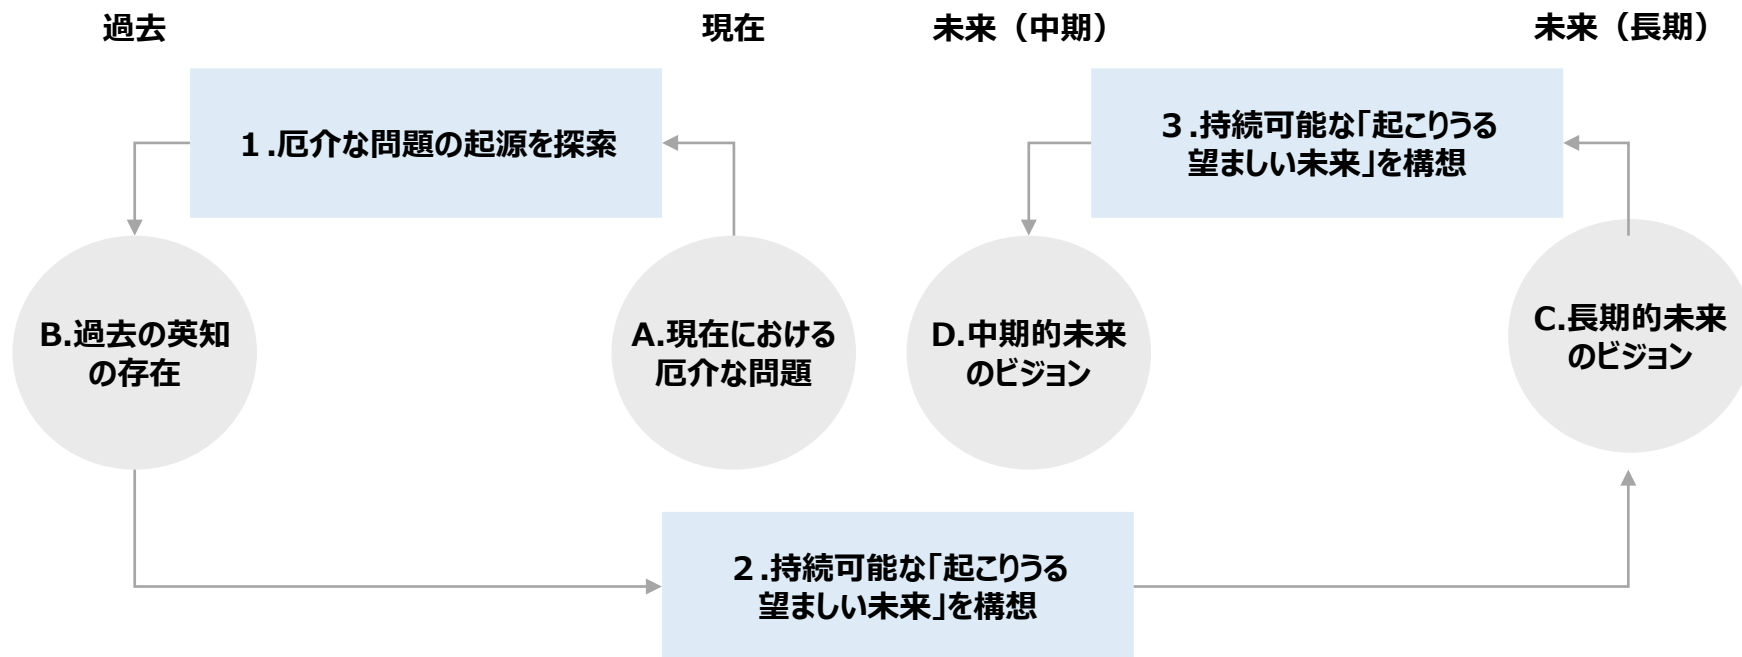 過去
現在
未来（中期）
未来（長期）
１.厄介な問題の起源を探索
３.持続可能な「起こりうる
望ましい未来」を構想
B.過去の英知
の存在
A.現在における
厄介な問題
D.中期的未来
のビジョン
C.長期的未来
のビジョン
２.持続可能な「起こりうる
望ましい未来」を構想